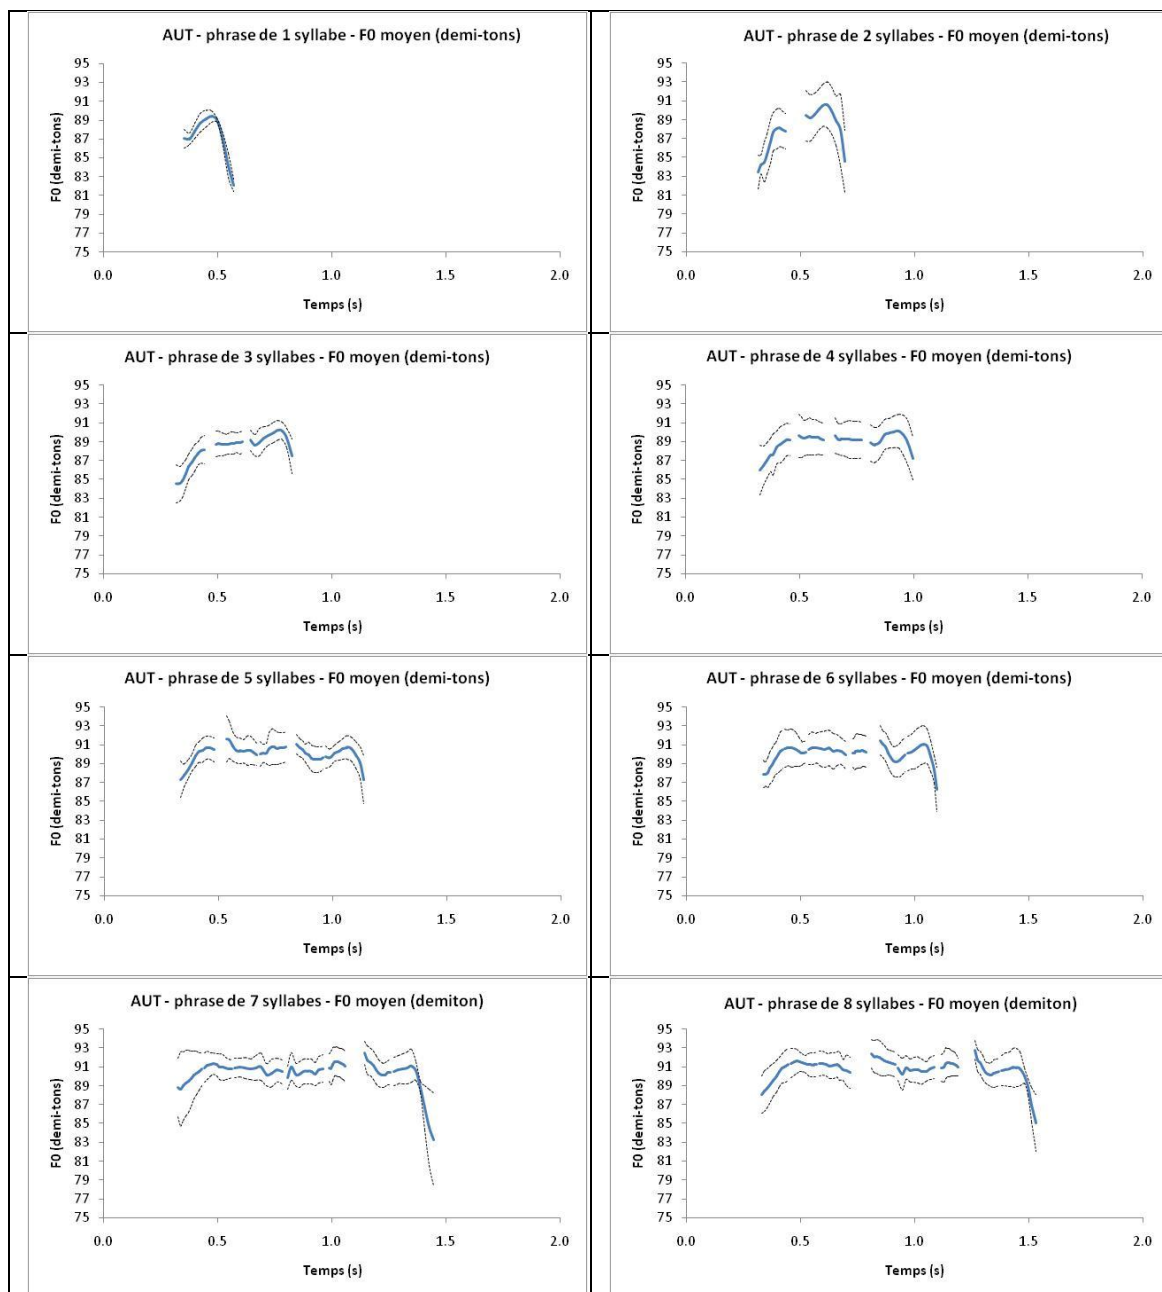 AUT - phrase de 1 syllabe - F0 moyen (demi-tons)
F0 (demi-tons)
95
93
91
89
87
85
83
81
79
77
75
0.0 0.5 1.0 1.5 2.0
Temps (s)
AUT - phrase de 2 syllabes - F0 moyen (demi-tons)
F0 (demi-tons)
95
93
91
89
87
85
83
81
79
77
75
0.0 0.5 1.0 1.5 2.0
Temps (s)
AUT - phrase de 3 syllabes - F0 moyen (demi-tons)
F0 (demi-tons)
95
93
91
89
87
85
83
81
79
77
75
0.0 0.5 1.0 1.5 2.0
Temps (s)
AUT - phrase de 4 syllabes - F0 moyen (demi-tons)
F0 (demi-tons)
95
93
91
89
87
85
83
81
79
77
75
0.0 0.5 1.0 1.5 2.0
Temps (s)
AUT - phrase de 5 syllabes - F0 moyen (demi-tons)
F0 (demi-tons)
95
93
91
89
87
85
83
81
79
77
75
0.0 0.5 1.0 1.5 2.0
Temps (s)
AUT - phrase de 6 syllabes - F0 moyen (demi-tons)
F0 (demi-tons)
95
93
91
89
87
85
83
81
79
77
75
0.0 0.5 1.0 1.5 2.0
Temps (s)
AUT - phrase de 7 syllabes - F0 moyen (demiton)
F0 (demi-tons)
95
93
91
89
87
85
83
81
79
77
75
0.0 0.5 1.0 1.5 2.0
Temps (s)
AUT - phrase de 8 syllabes - F0 moyen (demiton)
F0 (demi-tons)
95
93
91
89
87
85
83
81
79
77
75
0.0 0.5 1.0 1.5 2.0
Temps (s)